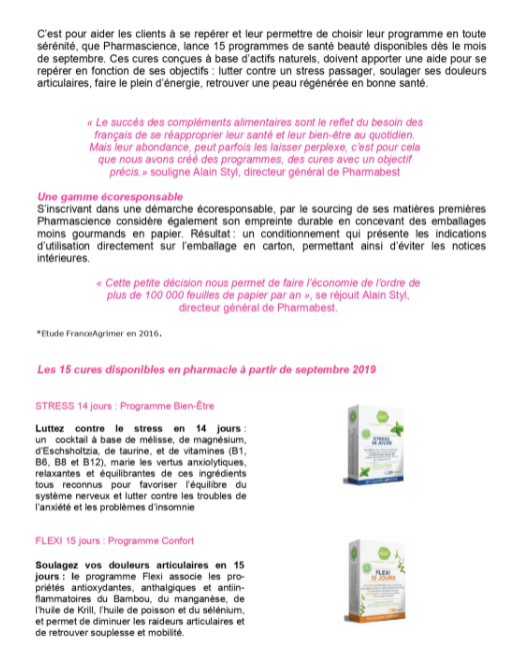 C'est pour aider les clients à se repérer et leur permettre de choisir leur programme en toute
sérénité, que Pharmascience, lance 15 programmes de santé beauté disponibles dès le mois
de septembre. Ces cures conçues à base d'actifs naturels, doivent apporter une aide pour se
repérer en fonction de ses objectifs : lutter contre un stress passager, soulager ses douleurs
articulaires, faire le plein d'énergie, retrouver une peau régénérée en bonne santé.
« Le succès des compléments alimentaires sont le reflet du besoin des
français de se réapproprier leur santé et leur bien-être au quotidien.
Mais leur abondance, peut parfois les laisser perplexe, c'est pour cela
que nous avons créé des programmes, des cures avec un objectif
précis.» souligne Alain Styl, directeur général de Pharmabest
Une gamme écoresponsable
S'inscrivant dans une démarche écoresponsable, par le sourcing de ses matières premières
Pharmascience considère également son empreinte durable en concevant des emballages
moins gourmands en papier. Résultat : un conditionnement qui présente les indications
d'utilisation directement sur l'emballage en carton, permettant ainsi d'éviter les notices
intérieures.
« Cette petite décision nous permet de faire l'économie de l'ordre de
plus de 100 000 feuilles de papier par an », se réjouit Alain Styl,
directeur général de Pharmabest.
*Etude FranceAgrimer en 2016.
Les 15 cures disponibles en pharmacie à partir de septembre 2019
STRESS 14 jours : Programme Bien-Être
Luttez contre le stress en 14 jours :
un cocktail à base de mélisse, de magnésium,
d'Eschsholtzia, de taurine, et de vitamines (B1,
B6, B8 et B12), marie les vertus anxiolytiques,
relaxantes et équilibrantes de ces ingrédients
tous reconnus pour favoriser l'équilibre du
système nerveux et lutter contre les troubles de
l'anxiété et les problèmes d'insomnie
STRESS
14 JOURS
FLEXI 15 jours : Programme Confort
Soulagez vos douleurs articulaires en 15
jours : le programme Flexi associe les pro-
priétés antioxydantes, anthalgiques et antiin-
flammatoires du Bambou, du manganèse, de
l'huile de Krill, l'huile de poisson et du sélénium,
et permet de diminuer les raideurs articulaires et
de retrouver souplesse et mobilité.
FLEXI
15 JOURS